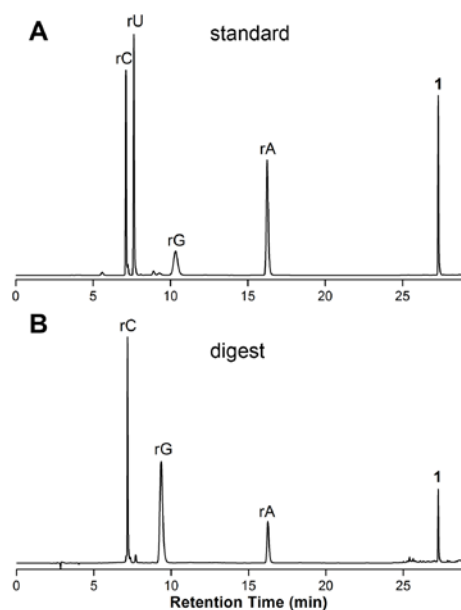 A
standard
rC
rU
rG
rA
1
0 5 10 15 20 25
B
digest
rC
rG
rA
1
0 5 10 15 20 25
Retention Time (min)